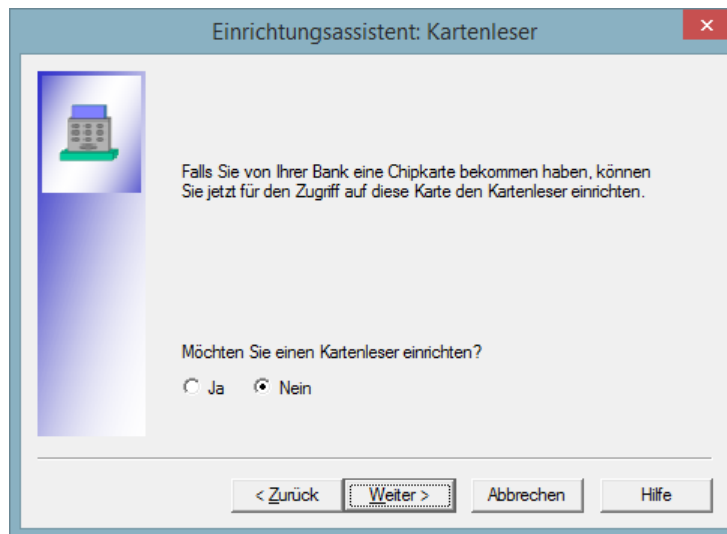 Einrichtungsassistent: Kartenleser
Falls Sie von Ihrer Bank eine Chipkarte bekommen haben, können
Sie jetzt für den Zugriff auf diese Karte den Kartenleser einrichten.
Möchten Sie einen Kartenleser einrichten?
Ja Nein
< Zurück Weiter > Abbrechen Hilfe